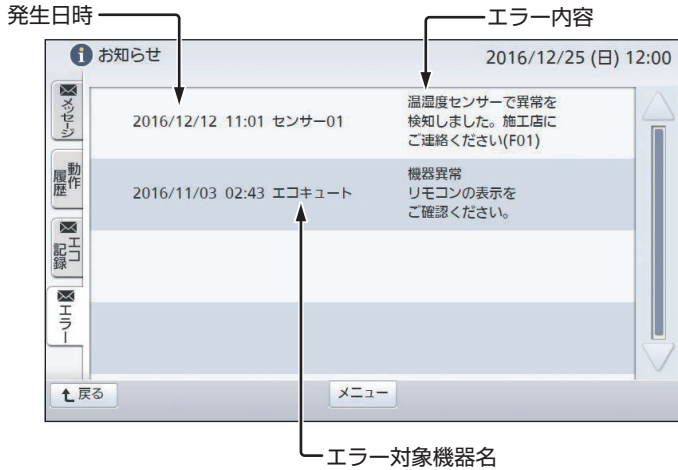 発生日時
エラー内容
お知らせ
2016/12/25 (日) 12:00
メッセージ
動作
履歴
エコ
記録
エラー
2016/12/12 11:01 センサー01
温湿度センサーで異常を
検知しました。施工店に
ご連絡ください(F01)
2016/11/03 02:43 エコキュート
機器異常
リモコンの表示を
ご確認ください。
戻る
メニュー
エラー対象機器名